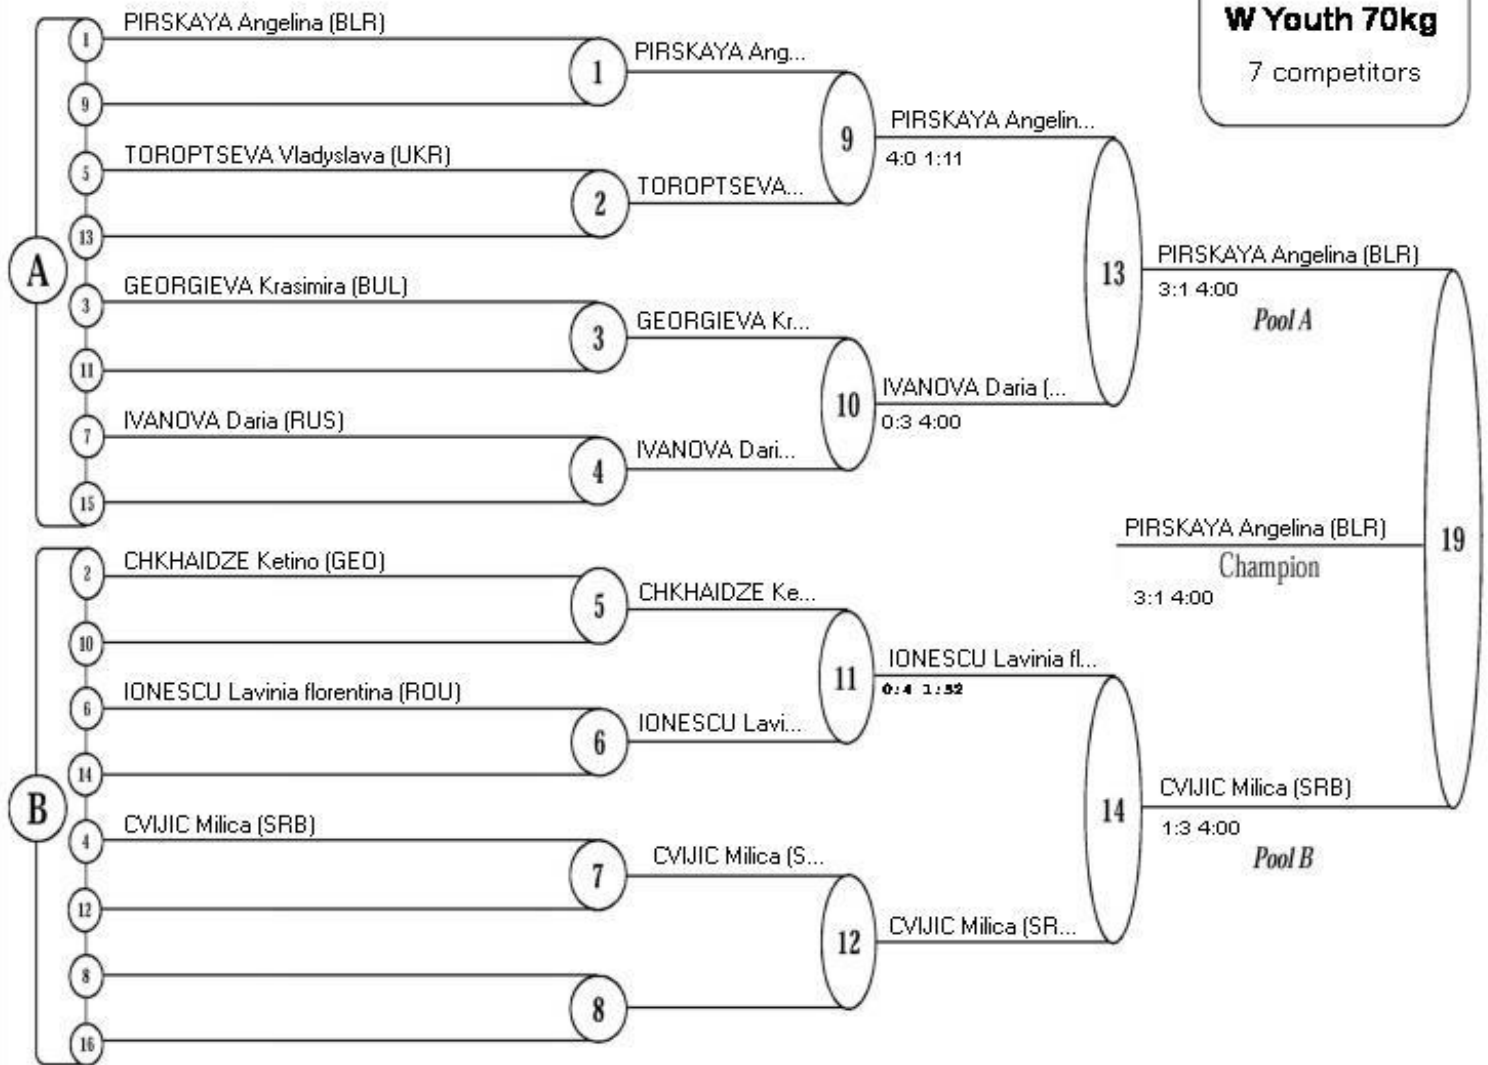 W Youth 70kg
7 competitors
A
1
PIRSKAYA Angelina (BLR)
9
5
TOROPTSEVA Vladyslava (UKR)
13
3
GEORGIEVA Krasimira (BUL)
11
7
IVANOVA Daria (RUS)
15
B
2
CHKHAIDZE Ketino (GEO)
10
6
IONESCU Lavinia florentina (ROU)
14
4
CVIJIC Milica (SRB)
12
8
16
1
PIRSKAYA Ang...
2
TOROPTSEVA...
3
GEORGIEVA Kr...
4
IVANOVA Dari...
5
CHKHAIDZE Ke...
6
IONESCU Lavi...
7
CVIJIC Milica (S...
8
9
PIRSKAYA Angelin...
4:0 1:11
10
IVANOVA Daria (...
0:3 4:00
11
IONESCU Lavinia fl...
0:4 1:32
12
CVIJIC Milica (SR...
13
PIRSKAYA Angelina (BLR)
3:1 4:00
Pool A
14
CVIJIC Milica (SRB)
1:3 4:00
Pool B
PIRSKAYA Angelina (BLR)
Champion
3:1 4:00
19